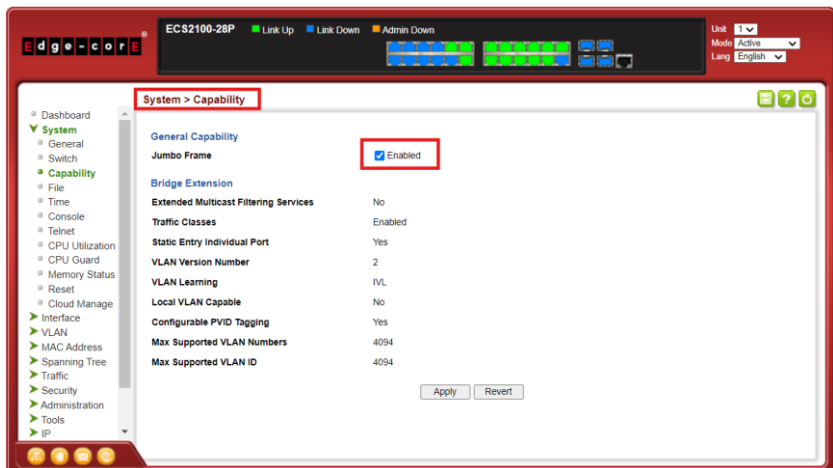 Edge-corE
ECS2100-28P Link Up Link Down Admin Down
Unit 1
Mode Active
Lang English
System > Capability
Dashboard
System
General
Switch
Capability
File
Time
Console
Telnet
CPU Utilization
CPU Guard
Memory Status
Reset
Cloud Manage
Interface
VLAN
MAC Address
Spanning Tree
Traffic
Security
Administration
Tools
IP
General Capability
Jumbo Frame Enabled
Bridge Extension
Extended Multicast Filtering Services No
Traffic Classes Enabled
Static Entry Individual Port Yes
VLAN Version Number 2
VLAN Learning IVL
Local VLAN Capable No
Configurable PVID Tagging Yes
Max Supported VLAN Numbers 4094
Max Supported VLAN ID 4094
Apply Revert